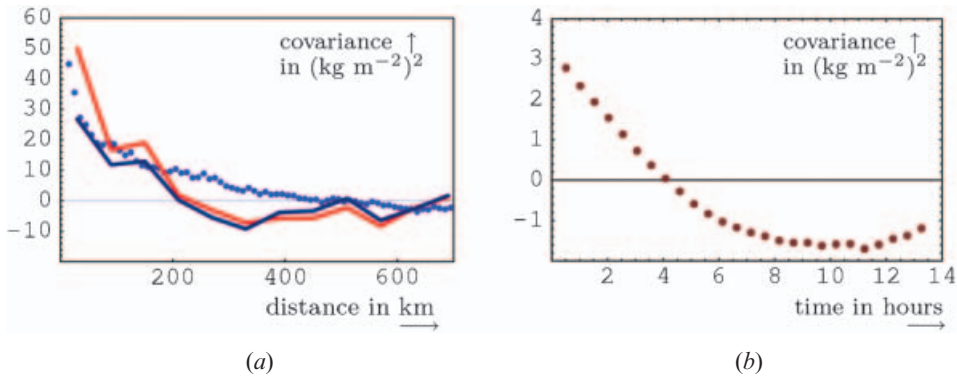 60
50
40
30
20
10
0
-10
covariance ↑
in (kg m⁻²)²
200 400 600
distance in km
→
(a)
4
3
2
1
0
-1
covariance ↑
in (kg m⁻²)²
2 4 6 8 10 12 14
time in hours
→
(b)